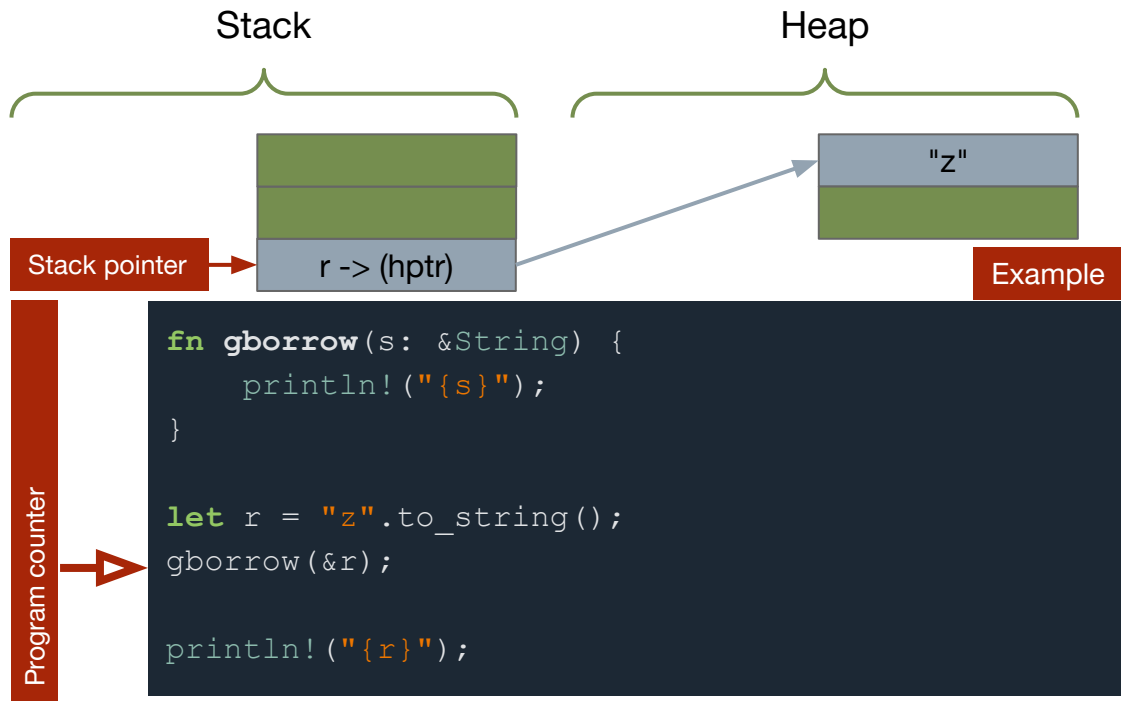 Stack
Heap
"z"
Stack pointer
r -> (hptr)
Example
Program counter
fn gborrow(s: &String) {
    println!("{s}");
}
let r = "z".to_string();
gborrow(&r);
println!("{r}");